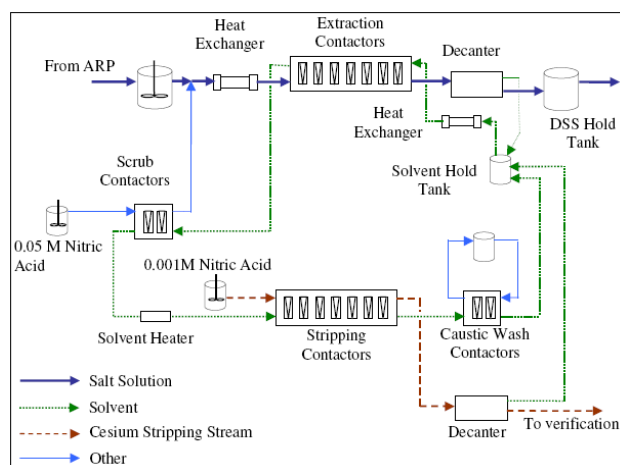 Heat
Exchanger
Extraction
Contactors
Decanter
From ARP
Heat
Exchanger
DSS Hold
Tank
Scrub
Contactors
Solvent Hold
Tank
0.05 M Nitric
Acid
0.001M Nitric Acid
Solvent Heater
Stripping
Contactors
Caustic Wash
Contactors
Salt Solution
Solvent
Cesium Stripping Stream
Other
Decanter
To verification